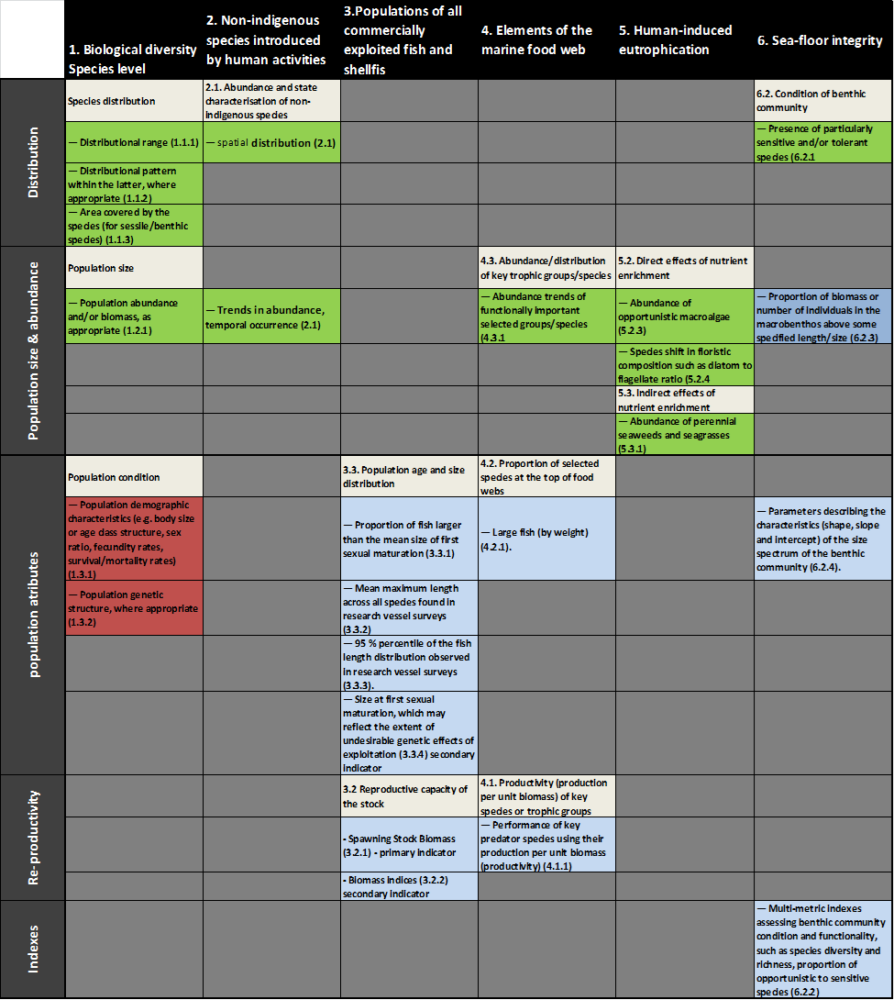 1. Biological diversity
Species level
2. Non-indigenous
species introduced
by human activities
3.Populations of all
commercially
exploited fish and
shellfis
4. Elements of the
marine food web
5. Human-induced
eutrophication
6. Sea-floor integrity
Distribution
Species distribution
2.1. Abundance and state
characterisation of non-
indigenous species
6.2. Condition of benthic
community
— Distributional range (1.1.1)
— spatial distribution (2.1)
— Presence of particularly
sensitive and/or tolerant
species (6.2.1
— Distributional pattern
within the latter, where
appropriate (1.1.2)
— Area covered by the
species (for sessile/benthic
species) (1.1.3)
Population size & abundance
Population size
4.3. Abundance/distribution
of key trophic groups/species
5.2. Direct effects of nutrient
enrichment
— Population abundance
and/or biomass, as
appropriate (1.2.1)
— Trends in abundance,
temporal occurrence (2.1)
— Abundance trends of
functionally important
selected groups/species
(4.3.1
— Abundance of
opportunistic macroalgae
(5.2.3)
— Proportion of biomass or
number of individuals in the
macrobenthos above some
specified length/size (6.2.3)
— Species shift in floristic
composition such as diatom to
flagellate ratio (5.2.4
5.3. Indirect effects of
nutrient enrichment
— Abundance of perennial
seaweeds and seagrasses
(5.3.1)
population atributes
Population condition
3.3. Population age and size
distribution
4.2. Proportion of selected
species at the top of food
webs
— Population demographic
characteristics (e.g. body size
or age class structure, sex
ratio, fecundity rates,
survival/mortality rates)
(1.3.1)
— Proportion of fish larger
than the mean size of first
sexual maturation (3.3.1)
— Large fish (by weight)
(4.2.1).
— Parameters describing the
characteristics (shape, slope
and intercept) of the size
spectrum of the benthic
community (6.2.4).
— Population genetic
structure, where appropriate
(1.3.2)
— Mean maximum length
across all species found in
research vessel surveys
(3.3.2)
— 95 % percentile of the fish
length distribution observed
in research vessel surveys
(3.3.3).
— Size at first sexual
maturation, which may
reflect the extent of
undesirable genetic effects of
exploitation (3.3.4) secondary
indicator
Re-productivity
3.2 Reproductive capacity of
the stock
4.1. Productivity (production
per unit biomass) of key
species or trophic groups
- Spawning Stock Biomass
(3.2.1) - primary indicator
— Performance of key
predator species using their
production per unit biomass
(productivity) (4.1.1)
- Biomass indices (3.2.2)
secondary indicator
Indexes
— Multi-metric indexes
assessing benthic community
condition and functionality,
such as species diversity and
richness, proportion of
opportunistic to sensitive
species (6.2.2)